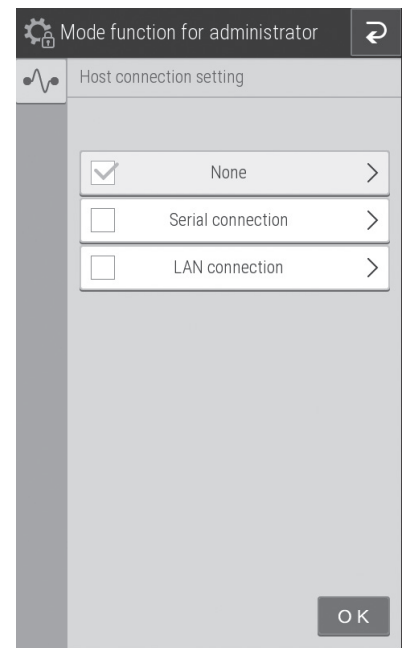 Mode function for administrator
Host connection setting
None
Serial connection
LAN connection
OK